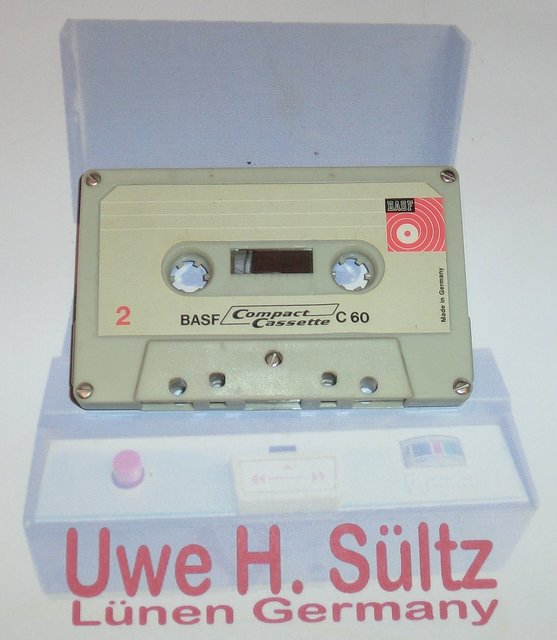 BASF
Made in Germany
2
BASF Compact Cassette C 60
Uwe H. Sültz
Lünen Germany